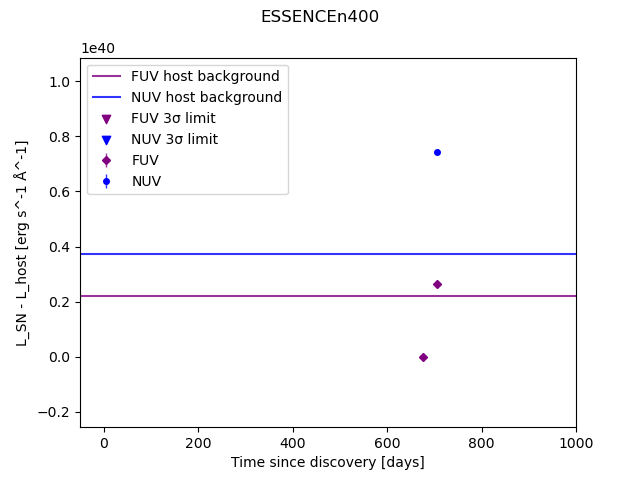 ESSENCEn400
1e40
FUV host background
NUV host background
FUV 3σ limit
NUV 3σ limit
FUV
NUV
L_SN - L_host [erg s^-1 Å^-1]
1.0
0.8
0.6
0.4
0.2
0.0
−0.2
0 200 400 600 800 1000
Time since discovery [days]